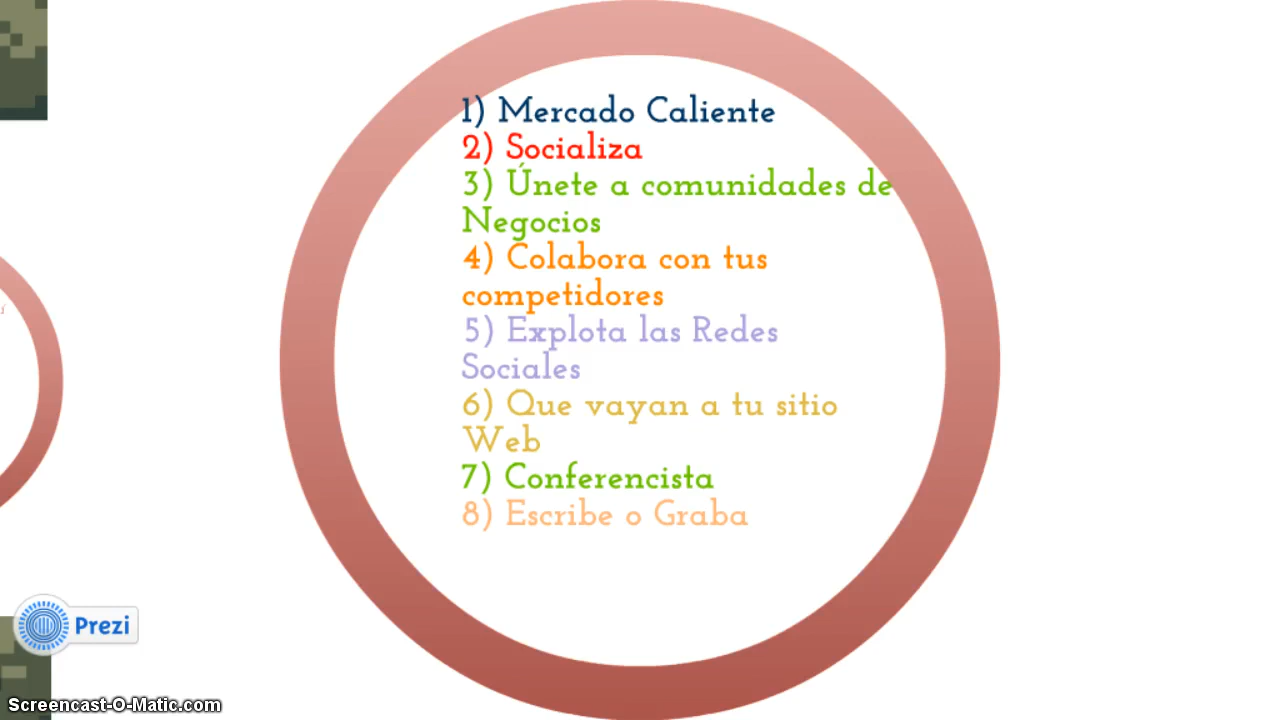 1) Mercado Caliente
2) Socializa
3) Únete a comunidades de
Negocios
4) Colabora con tus
competidores
5) Explota las Redes
Sociales
6) Que vayan a tu sitio
Web
7) Conferencista
8) Escribe o Graba
Prezi
Screencast-O-Matic.com